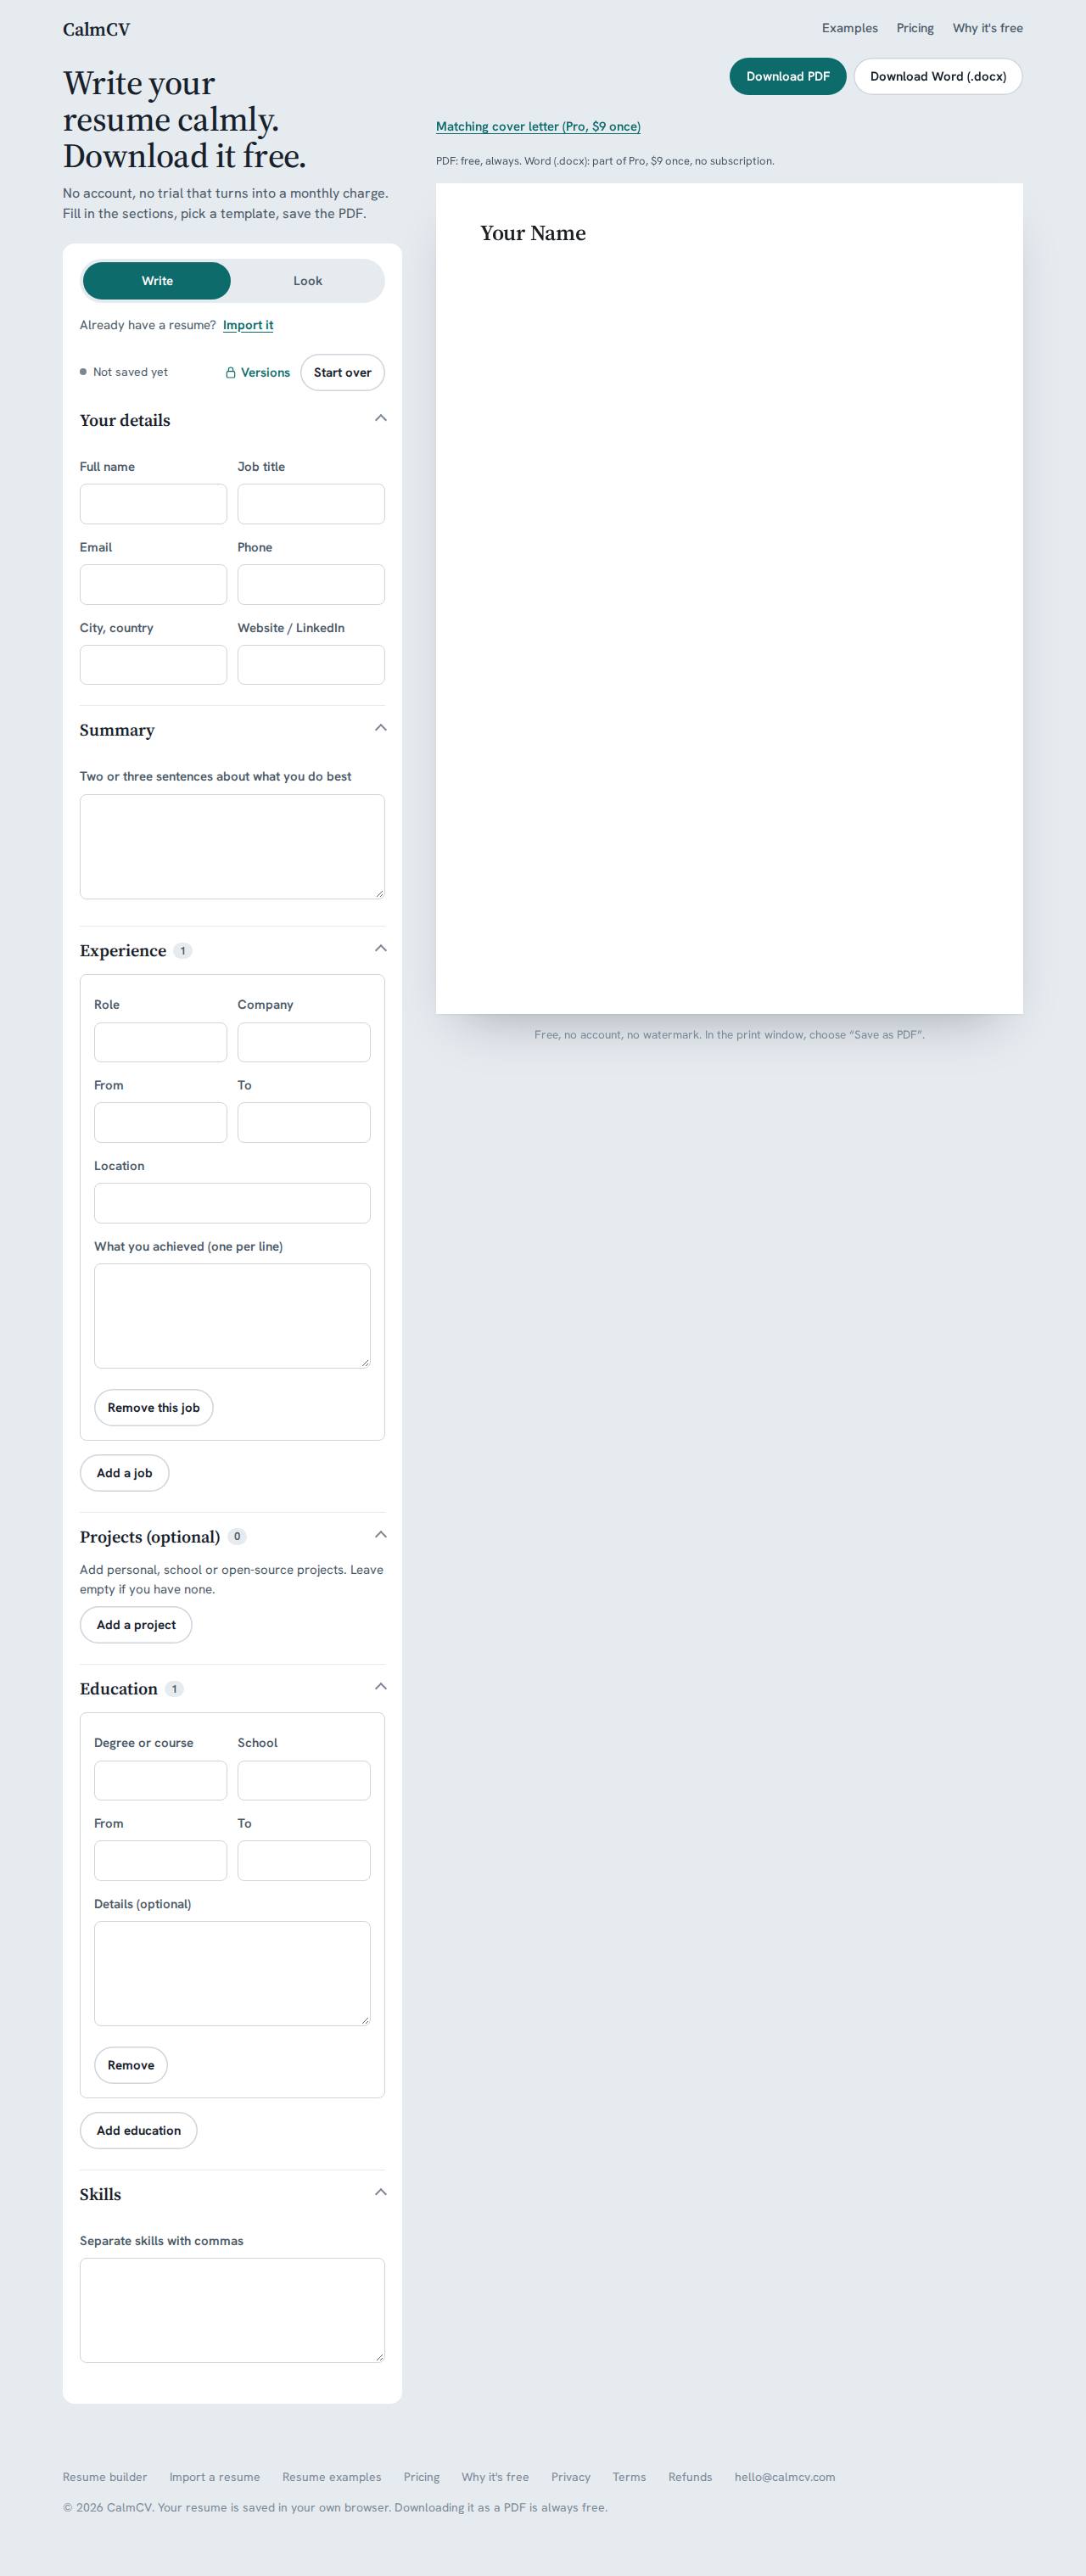 CalmCV
Examples Pricing Why it's free
Write your
resume calmly.
Download it free.
No account, no trial that turns into a monthly charge.
Fill in the sections, pick a template, save the PDF.
Download PDF Download Word (.docx)
Matching cover letter (Pro, $9 once)
PDF: free, always. Word (.docx): part of Pro, $9 once, no subscription.
Your Name
Free, no account, no watermark. In the print window, choose “Save as PDF”.
Write Look
Already have a resume? Import it
Not saved yet Versions Start over
Your details
Full name Job title
Email Phone
City, country Website / LinkedIn
Summary
Two or three sentences about what you do best
Experience 1
Role Company
From To
Location
What you achieved (one per line)
Remove this job
Add a job
Projects (optional) 0
Add personal, school or open-source projects. Leave
empty if you have none.
Add a project
Education 1
Degree or course School
From To
Details (optional)
Remove
Add education
Skills
Separate skills with commas
Resume builder Import a resume Resume examples Pricing Why it's free Privacy Terms Refunds hello@calmcv.com
© 2026 CalmCV. Your resume is saved in your own browser. Downloading it as a PDF is always free.